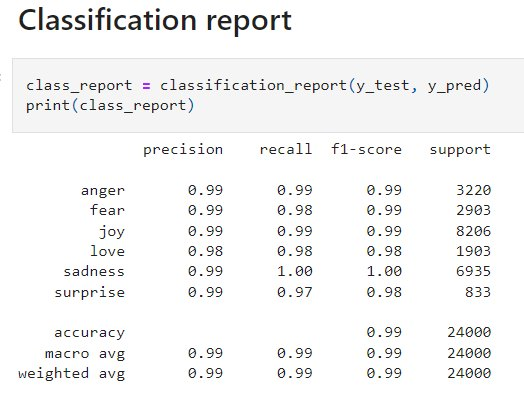 Classification report
class_report = classification_report(y_test, y_pred)
print(class_report)
precision recall f1-score support
anger 0.99 0.99 0.99 3220
fear 0.99 0.98 0.99 2903
joy 0.99 0.99 0.99 8206
love 0.98 0.98 0.98 1903
sadness 0.99 1.00 1.00 6935
surprise 0.99 0.97 0.98 833
accuracy 0.99 24000
macro avg 0.99 0.99 0.99 24000
weighted avg 0.99 0.99 0.99 24000